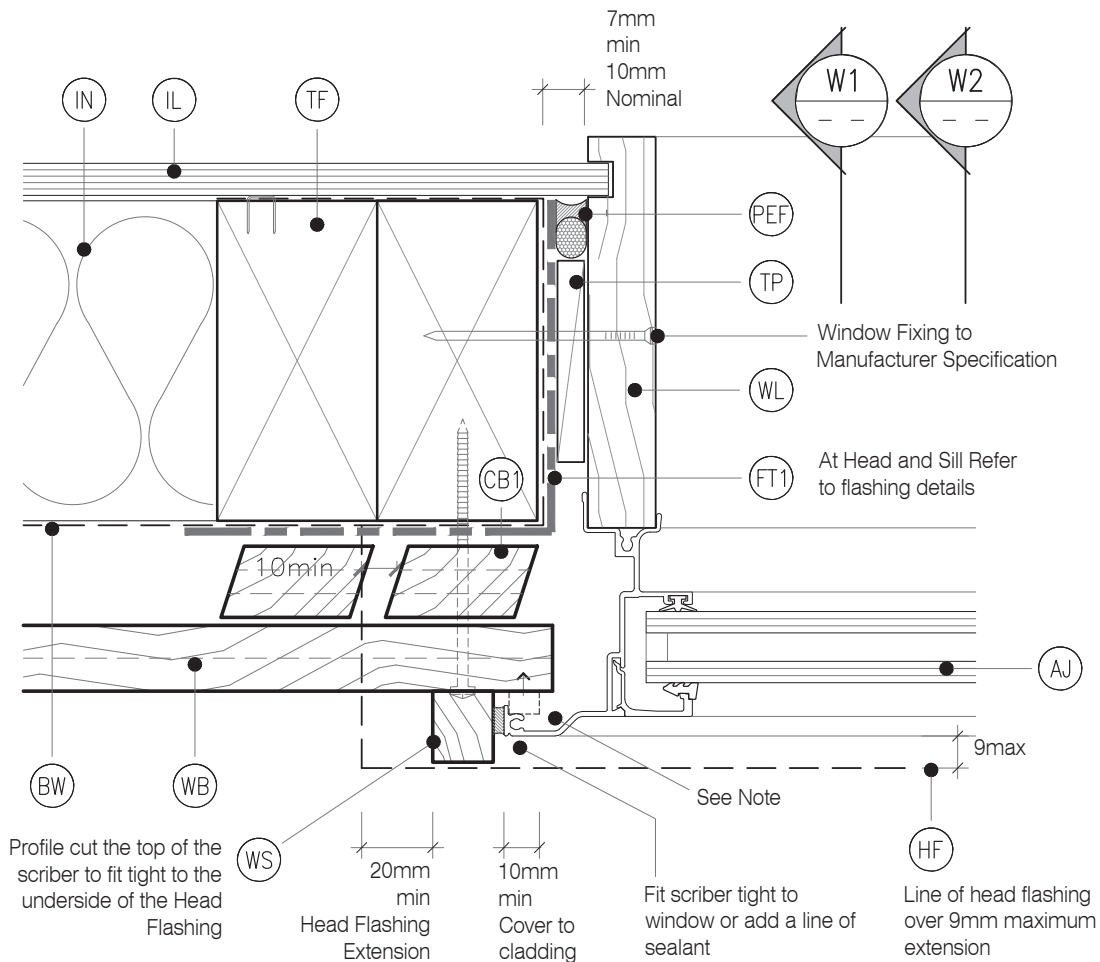 7mm
min
10mm
Nominal
W1
W2
IN
IL
TF
PEF
TP
Window Fixing to
Manufacturer Specification
WL
CB1
FT1
At Head and Sill Refer
to flashing details
10min
AJ
9max
BW
WB
See Note
HF
WS
Profile cut the top of the
scriber to fit tight to the
underside of the Head
Flashing
20mm
min
Head Flashing
Extension
10mm
min
Cover to
cladding
Fit scriber tight to
window or add a line of
sealant
Line of head flashing
over 9mm maximum
extension